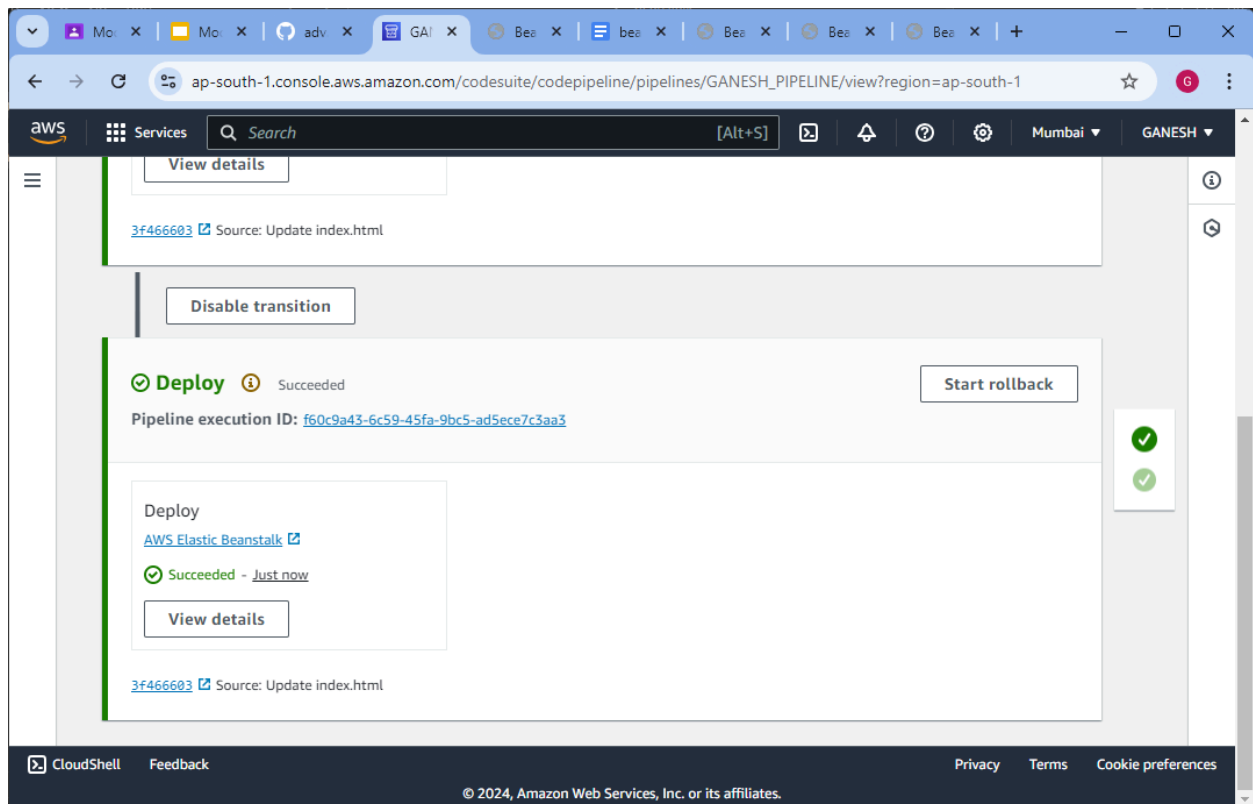 Mo
Mo
adv
GAI
Bea
bea
Bea
Bea
Bea
ap-south-1.console.aws.amazon.com/codesuite/codepipeline/pipelines/GANESH_PIPELINE/view?region=ap-south-1
G
aws
Services
Search
[Alt+S]
Mumbai
GANESH
View details
3f466603 Source: Update index.html
Disable transition
Deploy Succeeded
Start rollback
Pipeline execution ID: f60c9a43-6c59-45fa-9bc5-ad5ece7c3aa3
Deploy
AWS Elastic Beanstalk
Succeeded - Just now
View details
3f466603 Source: Update index.html
CloudShell
Feedback
Privacy
Terms
Cookie preferences
© 2024, Amazon Web Services, Inc. or its affiliates.